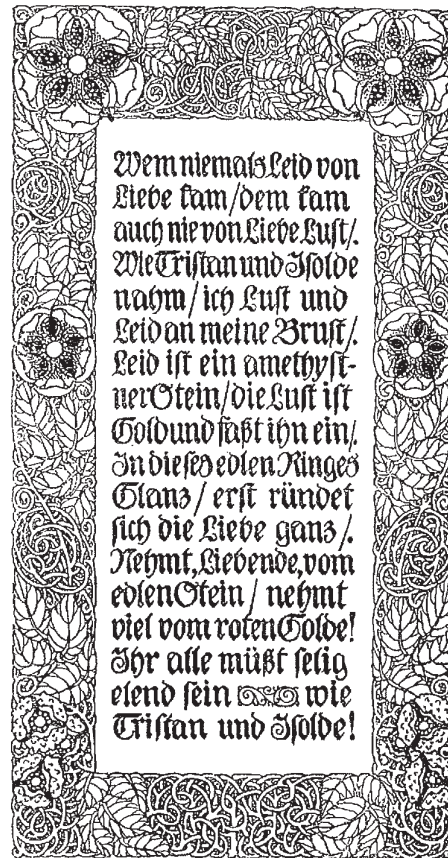 Wem niemals Leid von
Liebe kam/dem kam
auch nie von Liebe Lust/.
Wie Tristan und Isolde
nahm/ich Lust und
Leid an meine Brust/.
Leid ist ein amethyst-
ner Stein/die Lust ist
Gold und faßt ihn ein/.
In dieses edlen Ringes
Glanz/erst ründet
sich die Liebe ganz/.
Nehmt, Liebende, vom
edlen Stein/nehmt
viel vom roten Golde!
Ihr alle müßt selig
elend sein wie
Tristan und Isolde!